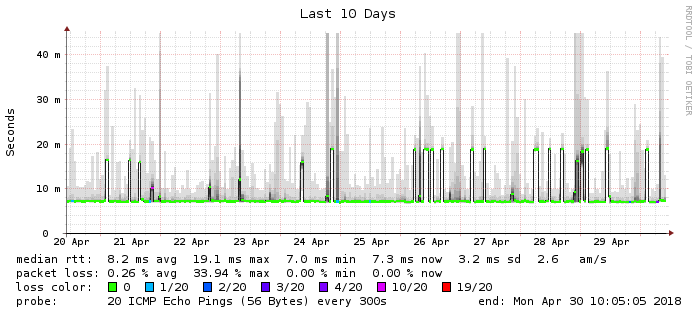 Last 10 Days
RRDTOOL / TOBI OETIKER
Seconds
40 m
30 m
20 m
10 m
0
20 Apr 21 Apr 22 Apr 23 Apr 24 Apr 25 Apr 26 Apr 27 Apr 28 Apr 29 Apr
median rtt: 8.2 ms avg 19.1 ms max 7.0 ms min 7.3 ms now 3.2 ms sd 2.6 am/s
packet loss: 0.26 % avg 33.94 % max 0.00 % min 0.00 % now
loss color: 0 1/20 2/20 3/20 4/20 10/20 19/20
probe: 20 ICMP Echo Pings (56 Bytes) every 300s end: Mon Apr 30 10:05:05 2018